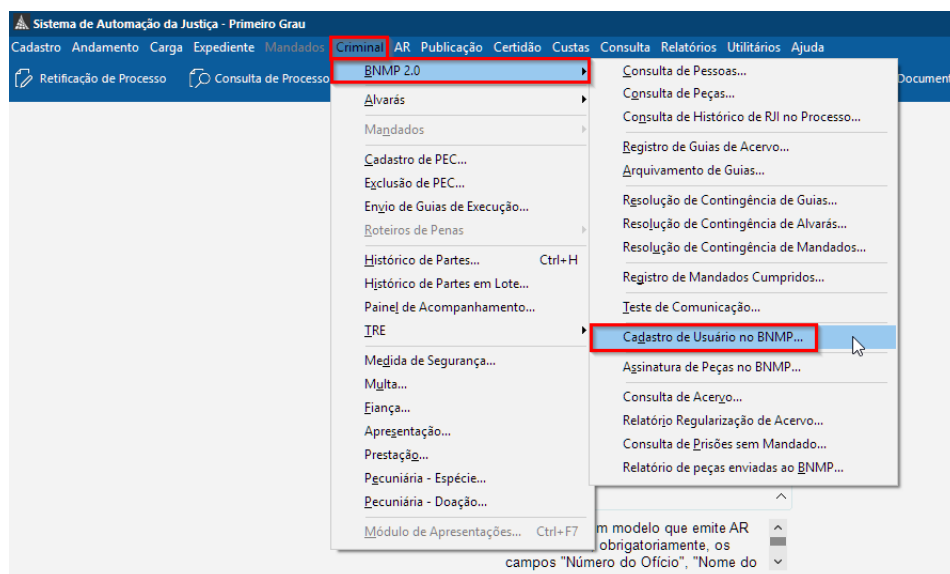 Sistema de Automação da Justiça - Primeiro Grau
Cadastro Andamento Carga Expediente Mandados Criminal AR Publicação Certidão Custas Consulta Relatórios Utilitários Ajuda
Retificação de Processo Consulta de Processo
Document
BNMP 2.0
Alvarás
Mandados
Cadastro de PEC...
Exclusão de PEC...
Envio de Guias de Execução...
Roteiros de Penas
Histórico de Partes... Ctrl+H
Histórico de Partes em Lote...
Painel de Acompanhamento...
TRE
Medida de Segurança...
Multa...
Fiança...
Apresentação...
Prestação...
Pecuniária - Espécie...
Pecuniária - Doação...
Módulo de Apresentações... Ctrl+F7
Consulta de Pessoas...
Consulta de Peças...
Consulta de Histórico de RJI no Processo...
Registro de Guias de Acervo...
Arquivamento de Guias...
Resolução de Contingência de Guias...
Resolução de Contingência de Alvarás...
Resolução de Contingência de Mandados...
Registro de Mandados Cumpridos...
Teste de Comunicação...
Cadastro de Usuário no BNMP...
Assinatura de Peças no BNMP...
Consulta de Acervo...
Relatório Regularização de Acervo...
Consulta de Prisões sem Mandado...
Relatório de peças enviadas ao BNMP...
m modelo que emite AR
obrigatoriamente, os
campos "Número do Ofício", "Nome do